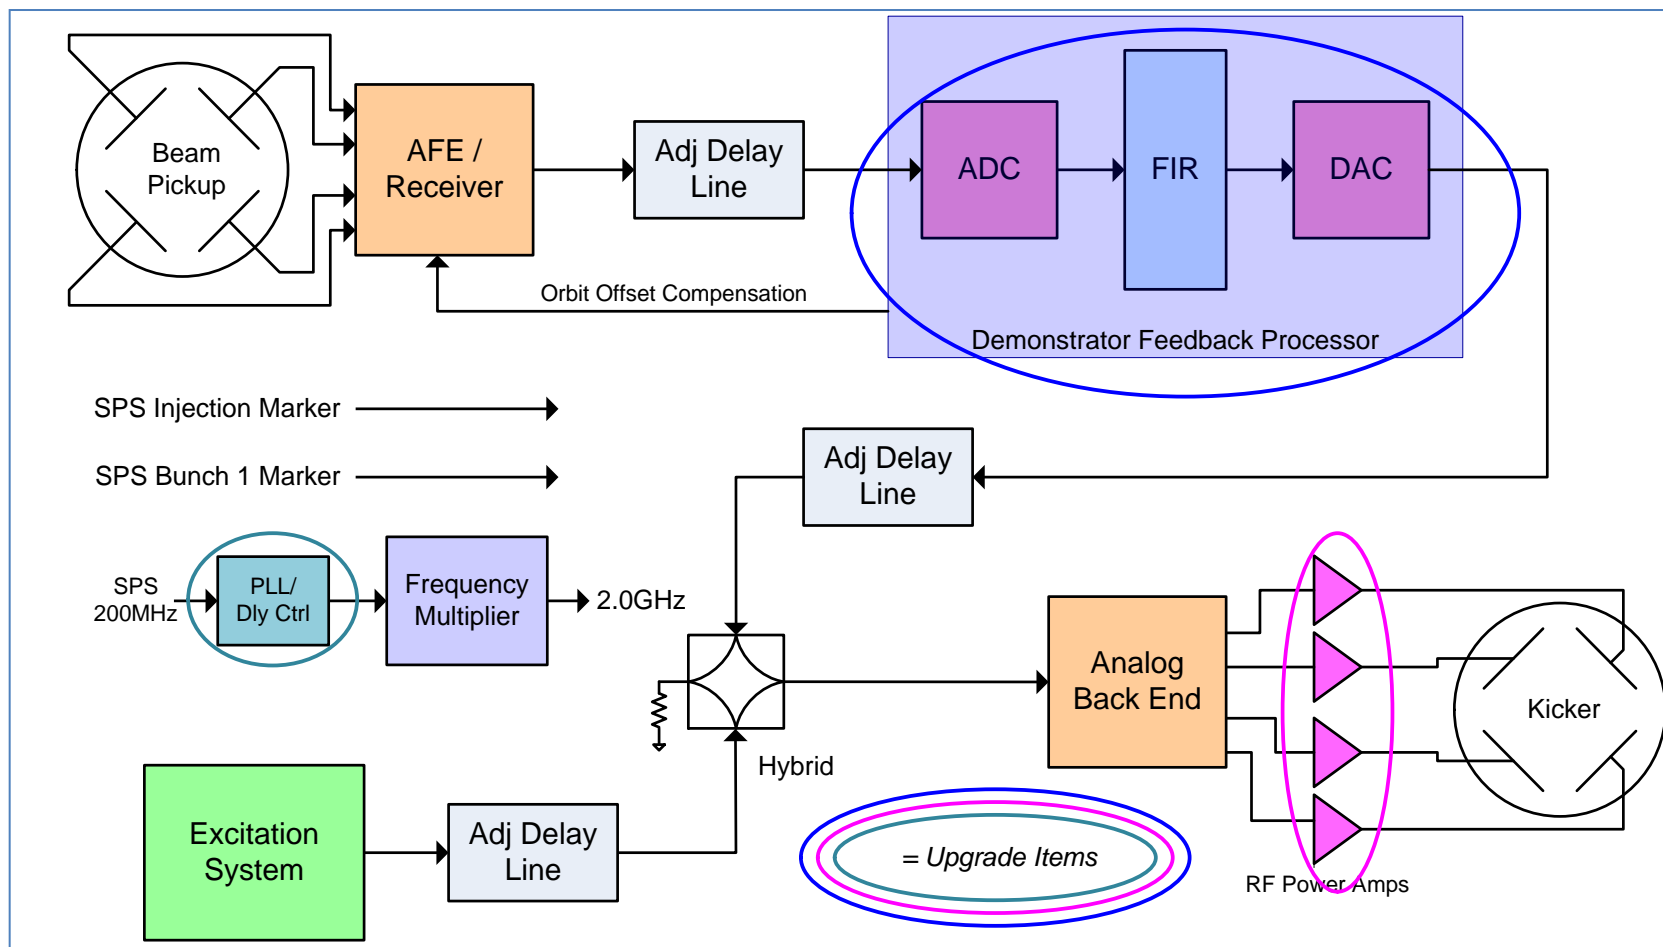 Beam
Pickup
AFE /
Receiver
Adj Delay
Line
ADC
FIR
DAC
Orbit Offset Compensation
Demonstrator Feedback Processor
SPS Injection Marker
SPS Bunch 1 Marker
Adj Delay
Line
SPS
200MHz
PLL/
Dly Ctrl
Frequency
Multiplier
2.0GHz
Hybrid
Analog
Back End
Kicker
RF Power Amps
Excitation
System
Adj Delay
Line
= Upgrade Items